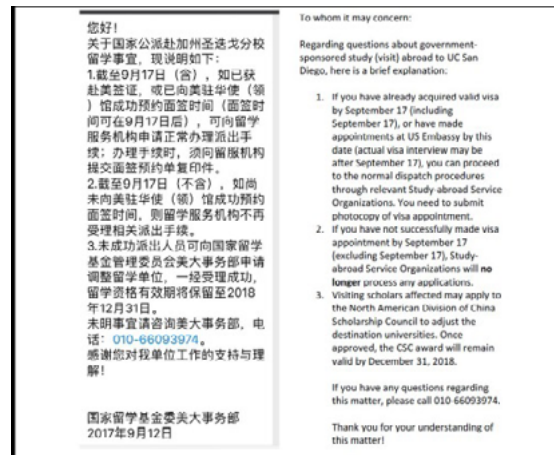 您好！
关于国家公派赴加州圣迭戈分校
留学事宜，现说明如下：
1.截至9月17日（含），如已获
赴美签证，或已向美驻华使（领
）馆成功预约面签时间（面签时
间可在9月17日后），可向留学
服务机构申请正常办理派出手
续；办理手续时，须向留服机构
提交面签预约单复印件。
2.截至9月17日（不含），如尚
未向美驻华使（领）馆成功预约
面签时间，则留学服务机构不再
受理相关派出手续。
3.未成功派出人员可向国家留学
基金管理委员会美大事务部申请
调整留学单位，一经受理成功，
留学资格有效期将保留至2018
年12月31日。
未明事宜请咨询美大事务部，电
话：010-66093974。
感谢您对我单位工作的支持与理
解！
国家留学基金委美大事务部
2017年9月12日
To whom it may concern:
Regarding questions about government-
sponsored study (visit) abroad to UC San
Diego, here is a brief explanation:
1. If you have already acquired valid visa
by September 17 (including
September 17), or have made
appointments at US Embassy by this
date (actual visa interview may be
after September 17), you can proceed
to the normal dispatch procedures
through relevant Study-abroad Service
Organizations. You need to submit
photocopy of visa appointment.
2. If you have not successfully made visa
appointment by September 17
(excluding September 17), Study-
abroad Service Organizations will no
longer process any applications.
3. Visiting scholars affected may apply to
the North American Division of China
Scholarship Council to adjust the
destination universities. Once
approved, the CSC award will remain
valid by December 31, 2018.
If you have any questions regarding
this matter, please call 010-66093974.
Thank you for your understanding of
this matter!